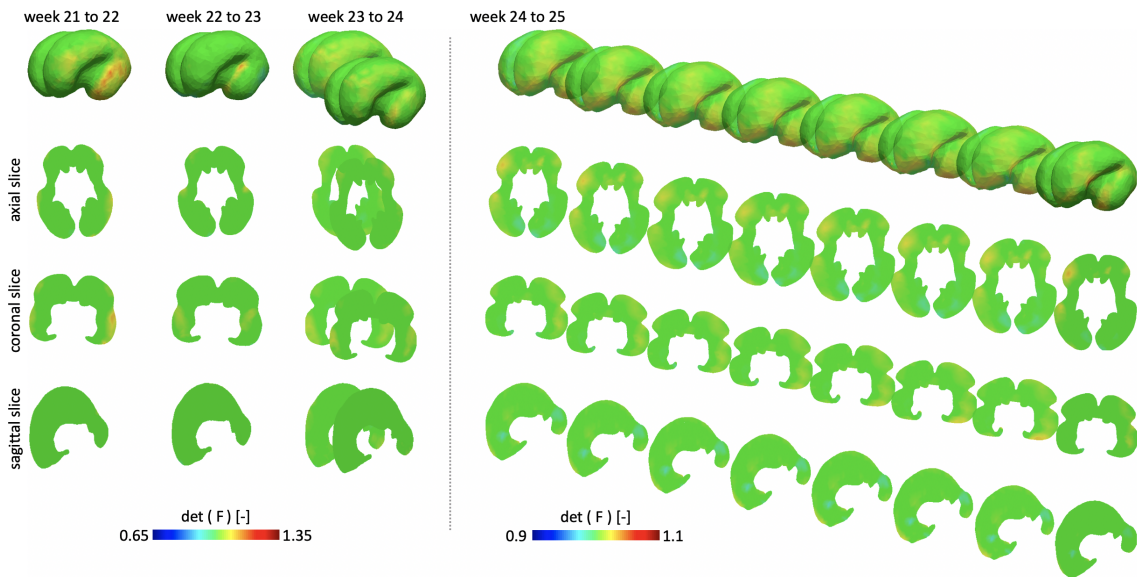 week 21 to 22
week 22 to 23
week 23 to 24
week 24 to 25
axial slice
coronal slice
sagittal slice
det ( F ) [-]
0.65
1.35
det ( F ) [-]
0.9
1.1